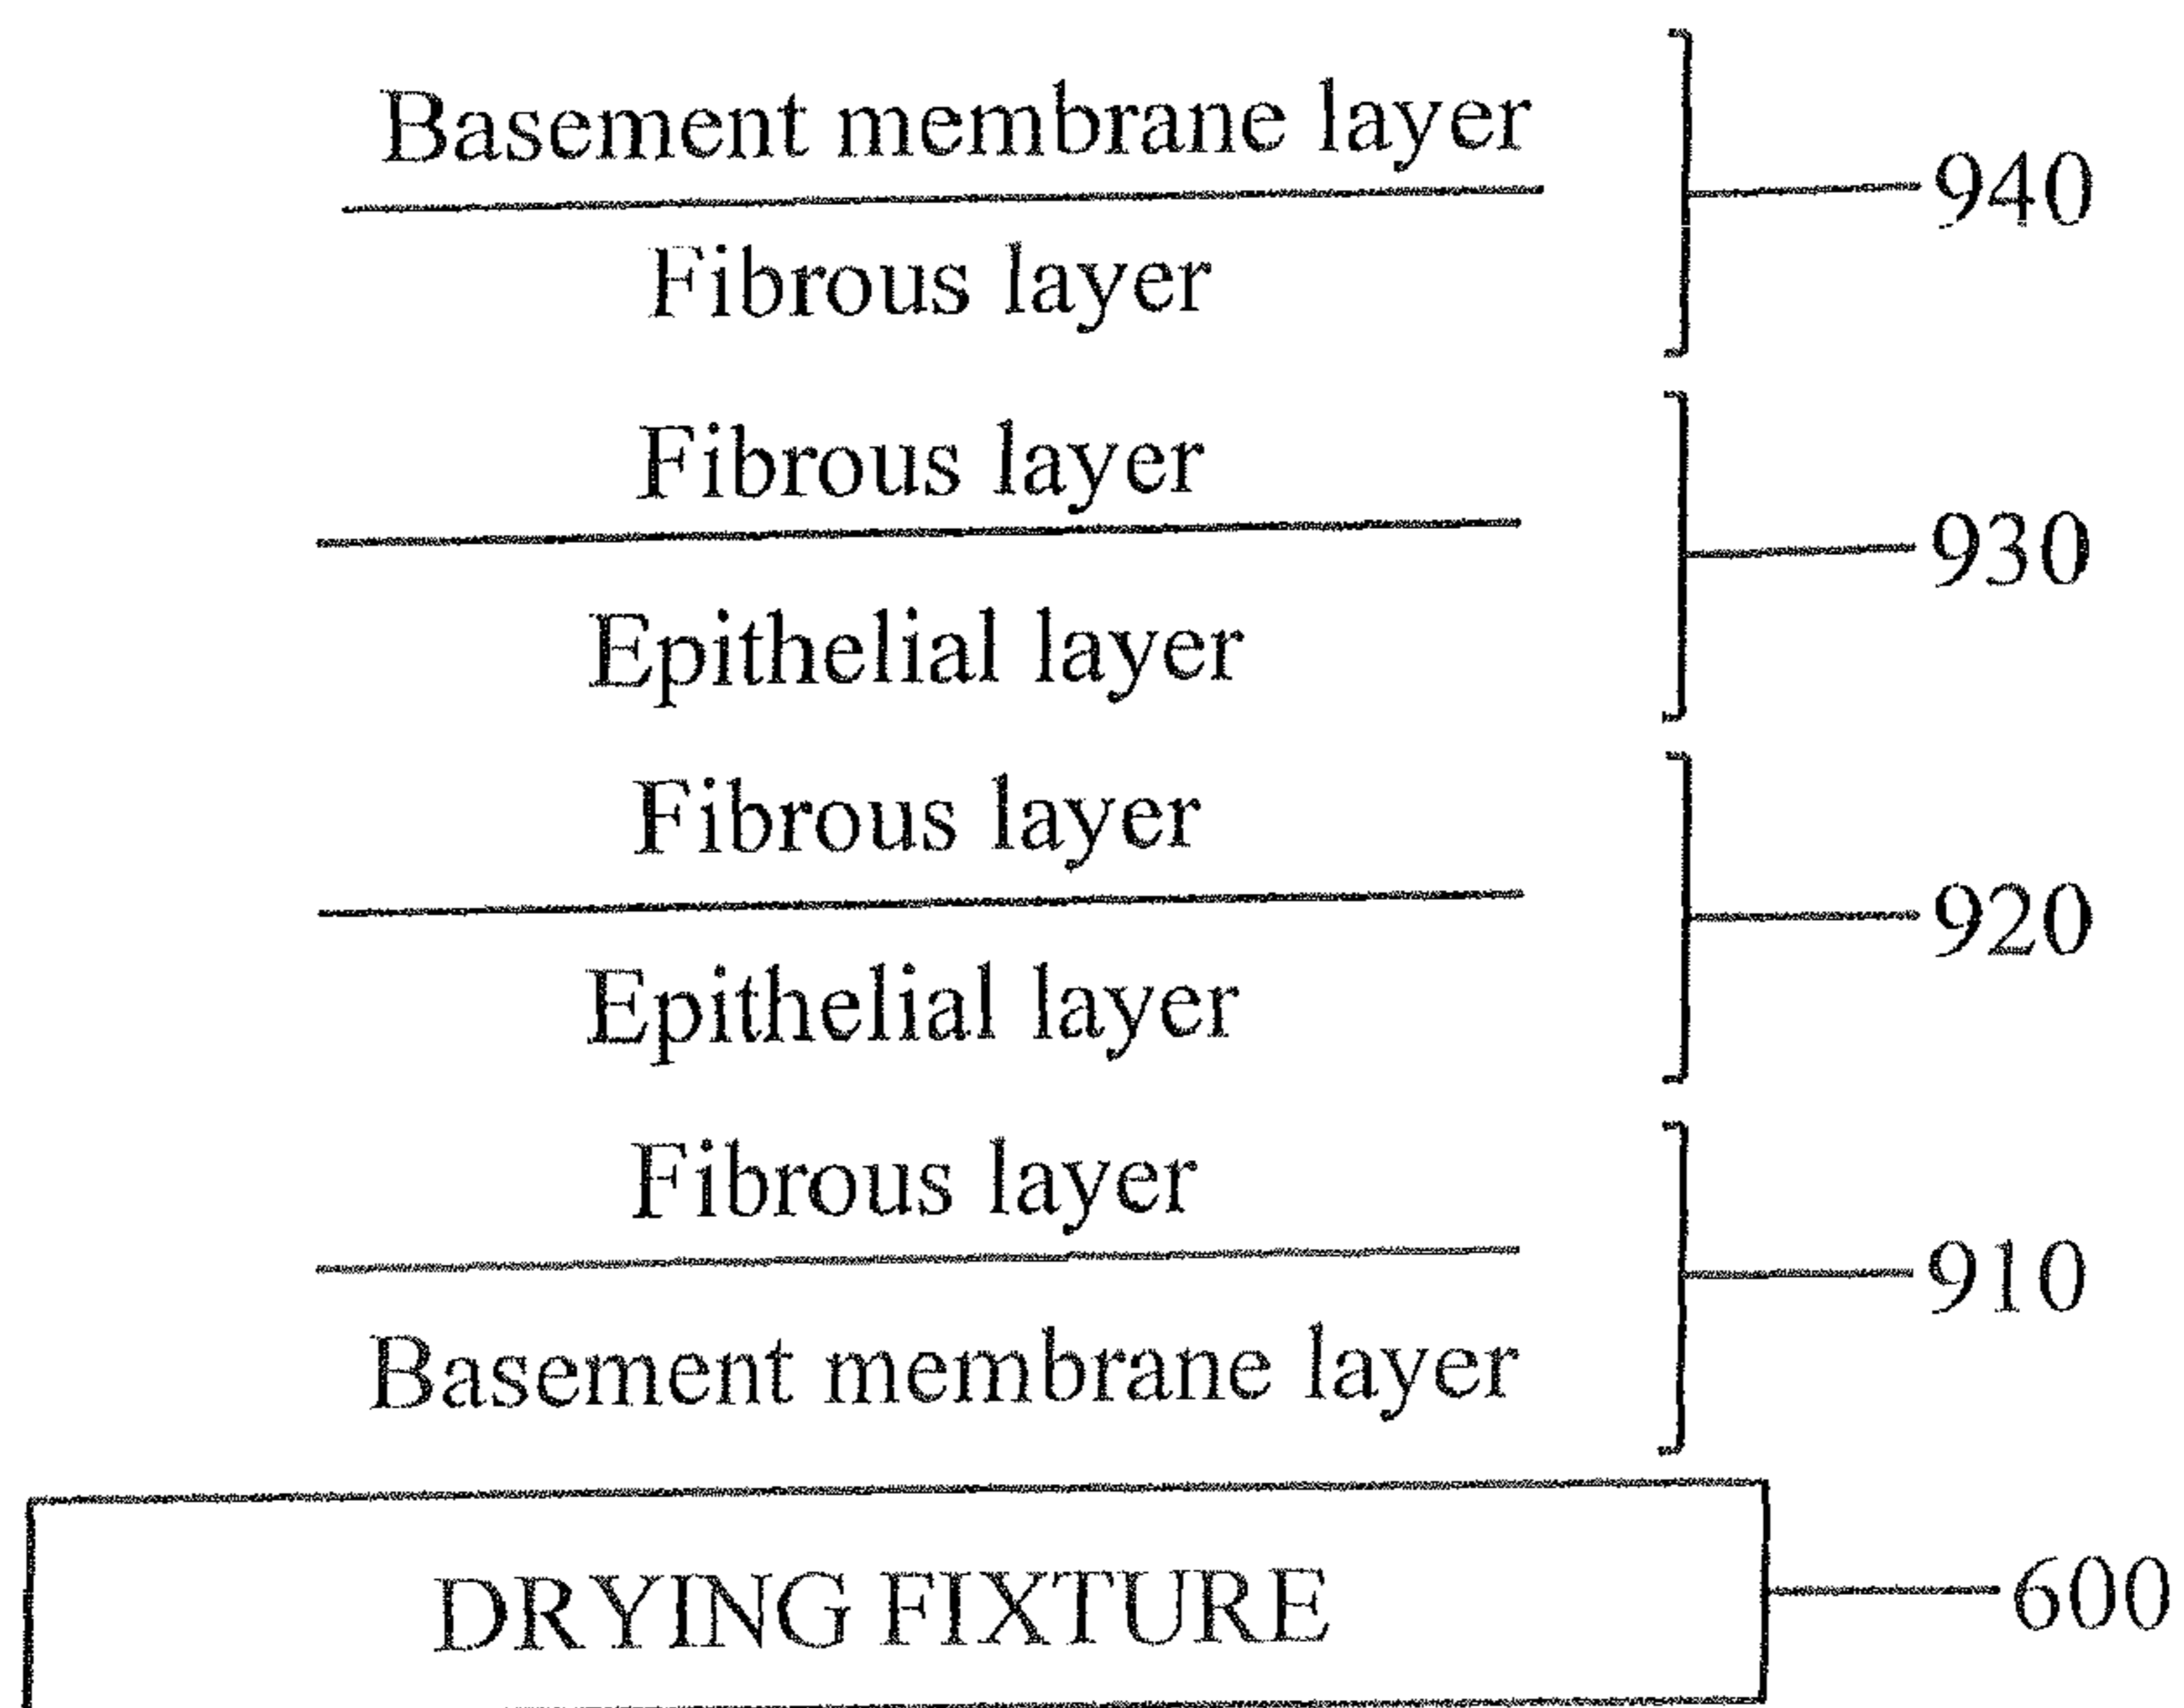 Basement membrane layer
940
Fibrous layer
Fibrous layer
930
Epithelial layer
Fibrous layer
920
Epithelial layer
Fibrous layer
910
Basement membrane layer
DRYING FIXTURE
600